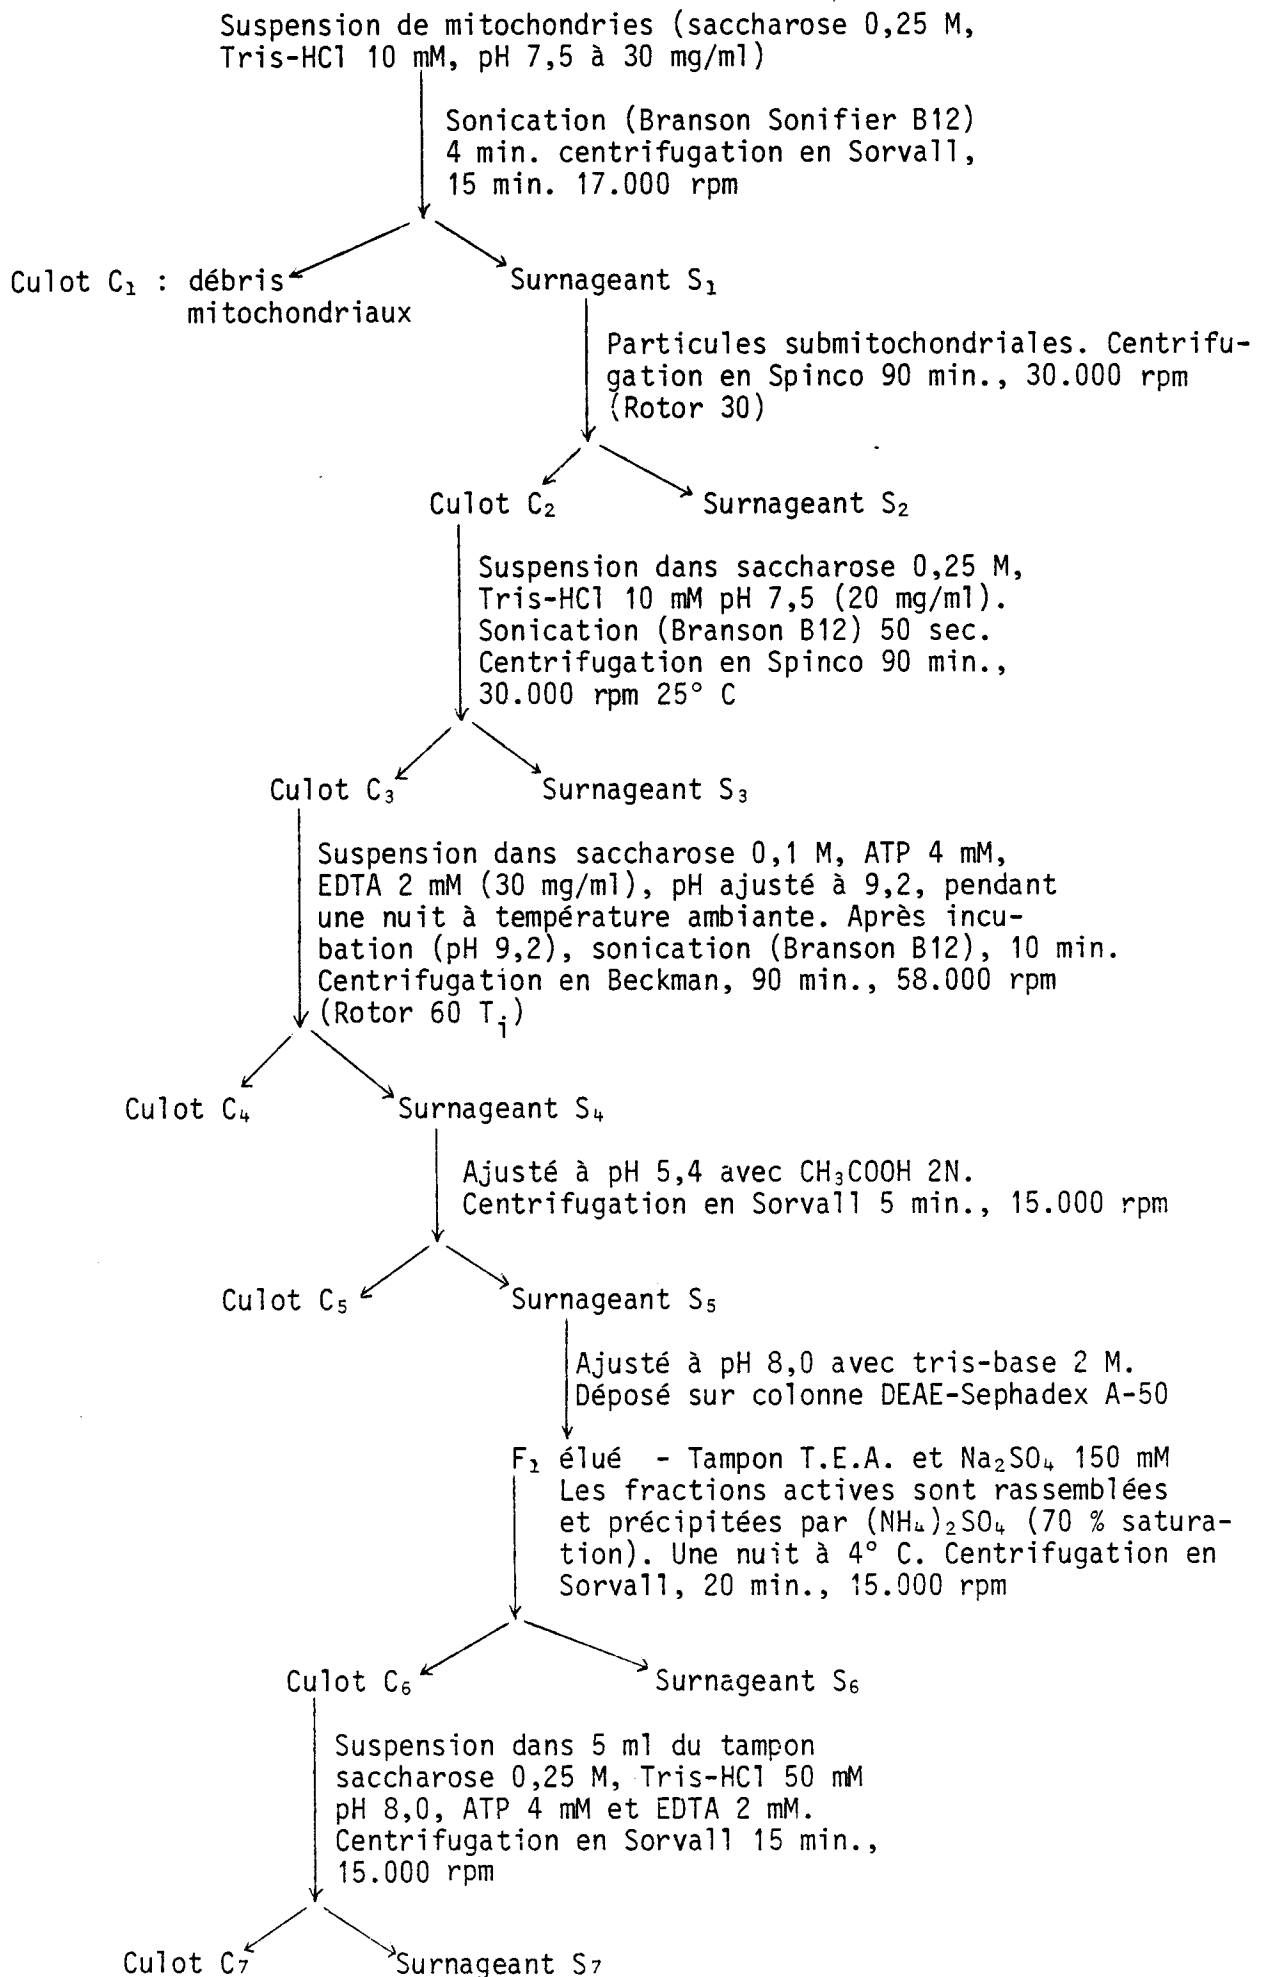 Suspension de mitochondries (saccharose 0,25 M,
Tris-HCl 10 mM, pH 7,5 à 30 mg/ml)
Sonication (Branson Sonifier B12)
4 min. centrifugation en Sorvall,
15 min. 17.000 rpm
Culot C₁ : débris
mitochondriaux
Surnageant S₁
Particules submitochondriales. Centrifu-
gation en Spinco 90 min., 30.000 rpm
(Rotor 30)
Culot C₂
Surnageant S₂
Suspension dans saccharose 0,25 M,
Tris-HCl 10 mM pH 7,5 (20 mg/ml).
Sonication (Branson B12) 50 sec.
Centrifugation en Spinco 90 min.,
30.000 rpm 25° C
Culot C₃
Surnageant S₃
Suspension dans saccharose 0,1 M, ATP 4 mM,
EDTA 2 mM (30 mg/ml), pH ajusté à 9,2, pendant
une nuit à température ambiante. Après incu-
bation (pH 9,2), sonication (Branson B12), 10 min.
Centrifugation en Beckman, 90 min., 58.000 rpm
(Rotor 60 Tᵢ)
Culot C₄
Surnageant S₄
Ajusté à pH 5,4 avec CH₃COOH 2N.
Centrifugation en Sorvall 5 min., 15.000 rpm
Culot C₅
Surnageant S₅
Ajusté à pH 8,0 avec tris-base 2 M.
Déposé sur colonne DEAE-Sephadex A-50
F₁ élué - Tampon T.E.A. et Na₂SO₄ 150 mM
Les fractions actives sont rassemblées
et précipitées par (NH₄)₂SO₄ (70 % satura-
tion). Une nuit à 4° C. Centrifugation en
Sorvall, 20 min., 15.000 rpm
Culot C₆
Surnageant S₆
Suspension dans 5 ml du tampon
saccharose 0,25 M, Tris-HCl 50 mM
pH 8,0, ATP 4 mM et EDTA 2 mM.
Centrifugation en Sorvall 15 min.,
15.000 rpm
Culot C₇
Surnageant S₇